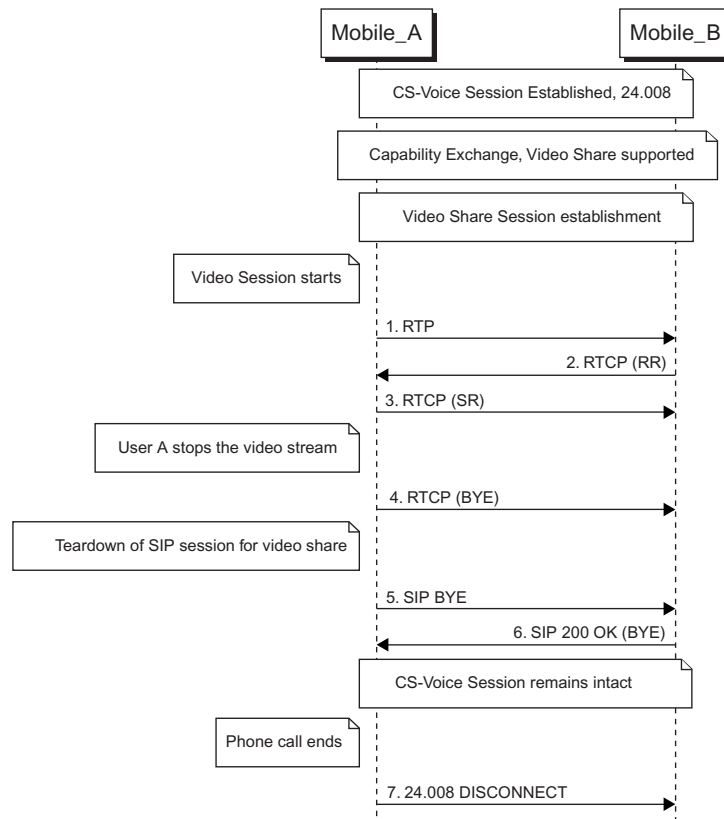 Mobile_A
Mobile_B
CS-Voice Session Established, 24.008
Capability Exchange, Video Share supported
Video Share Session establishment
Video Session starts
1. RTP
2. RTCP (RR)
3. RTCP (SR)
User A stops the video stream
4. RTCP (BYE)
Teardown of SIP session for video share
5. SIP BYE
6. SIP 200 OK (BYE)
CS-Voice Session remains intact
Phone call ends
7. 24.008 DISCONNECT